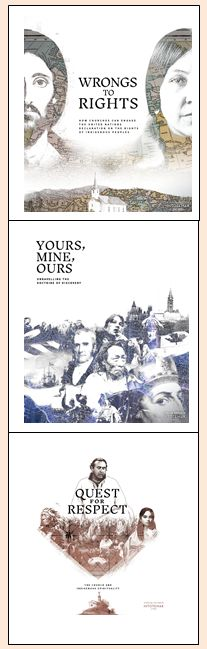 WRONGS
TO
RIGHTS
HOW CHURCHES CAN ENGAGE
THE UNITED NATIONS
DECLARATION ON THE RIGHTS
OF INDIGENOUS PEOPLES
YOURS,
MINE,
OURS
UNRAVELLING THE
DOCTRINE OF DISCOVERY
QUEST
FOR
RESPECT
THE CHURCH AND
INDIGENOUS SPIRITUALITY
INTOTEMAK